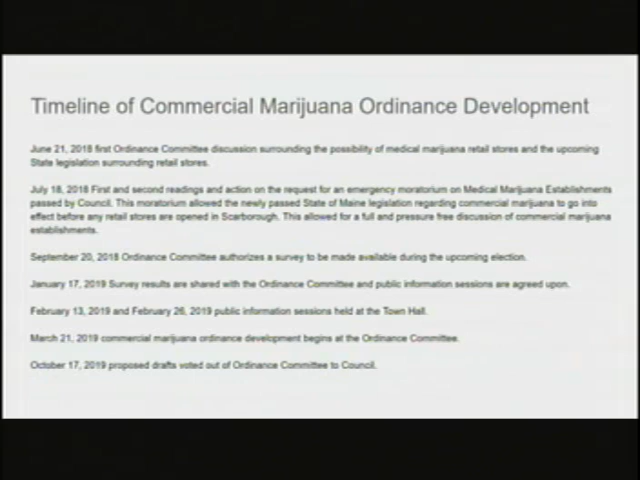 Timeline of Commercial Marijuana Ordinance Development
June 21, 2018 first Ordinance Committee discussion surrounding the possibility of medical marijuana retail stores and the upcoming
State legislation surrounding retail stores.
July 18, 2018 First and second readings and action on the request for an emergency moratorium on Medical Marijuana Establishments
passed by Council. This moratorium allowed the newly passed State of Maine legislation regarding commercial marijuana to go into
effect before any retail stores are opened in Scarborough. This allowed for a full and pressure free discussion of commercial marijuana
establishments.
September 20, 2018 Ordinance Committee authorizes a survey to be made available during the upcoming election.
January 17, 2019 Survey results are shared with the Ordinance Committee and public information sessions are agreed upon.
February 13, 2019 and February 26, 2019 public information sessions held at the Town Hall.
March 21, 2019 commercial marijuana ordinance development begins at the Ordinance Committee.
October 17, 2019 proposed drafts voted out of Ordinance Committee to Council.